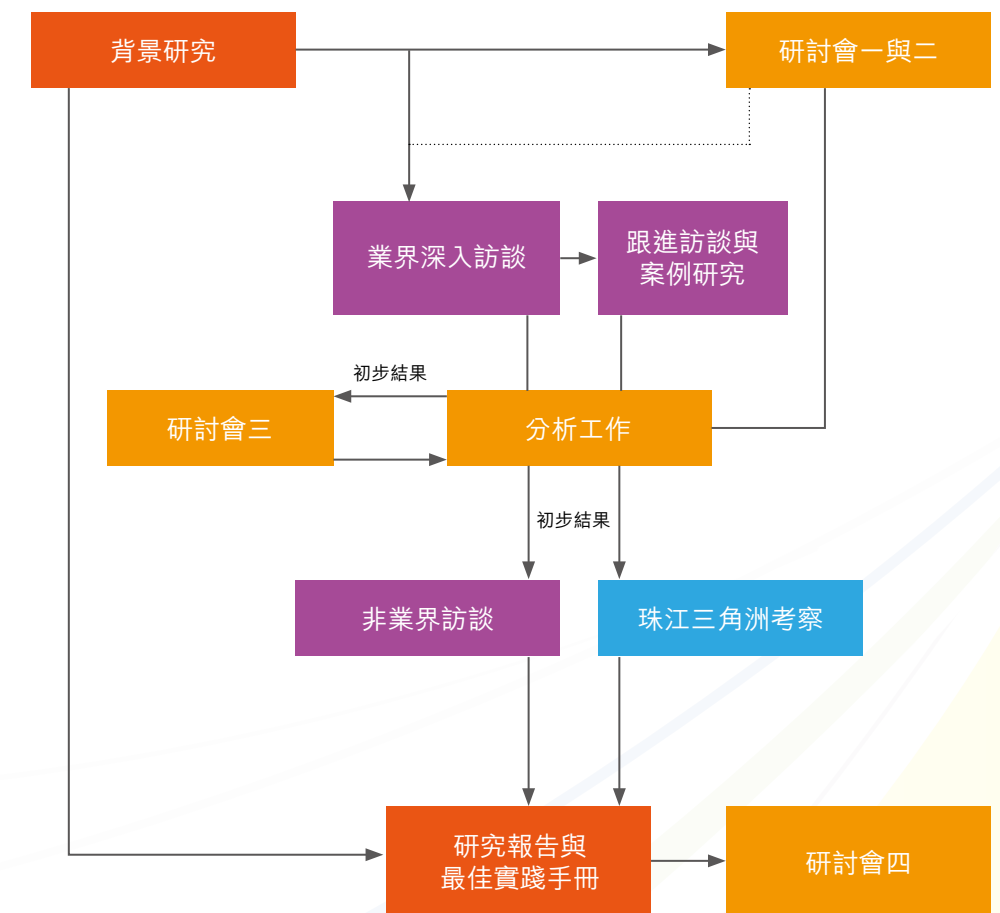 背景研究
研討會一與二
業界深入訪談
跟進訪談與
案例研究
初步結果
研討會三
分析工作
初步結果
非業界訪談
珠江三角洲考察
研究報告與
最佳實踐手冊
研討會四